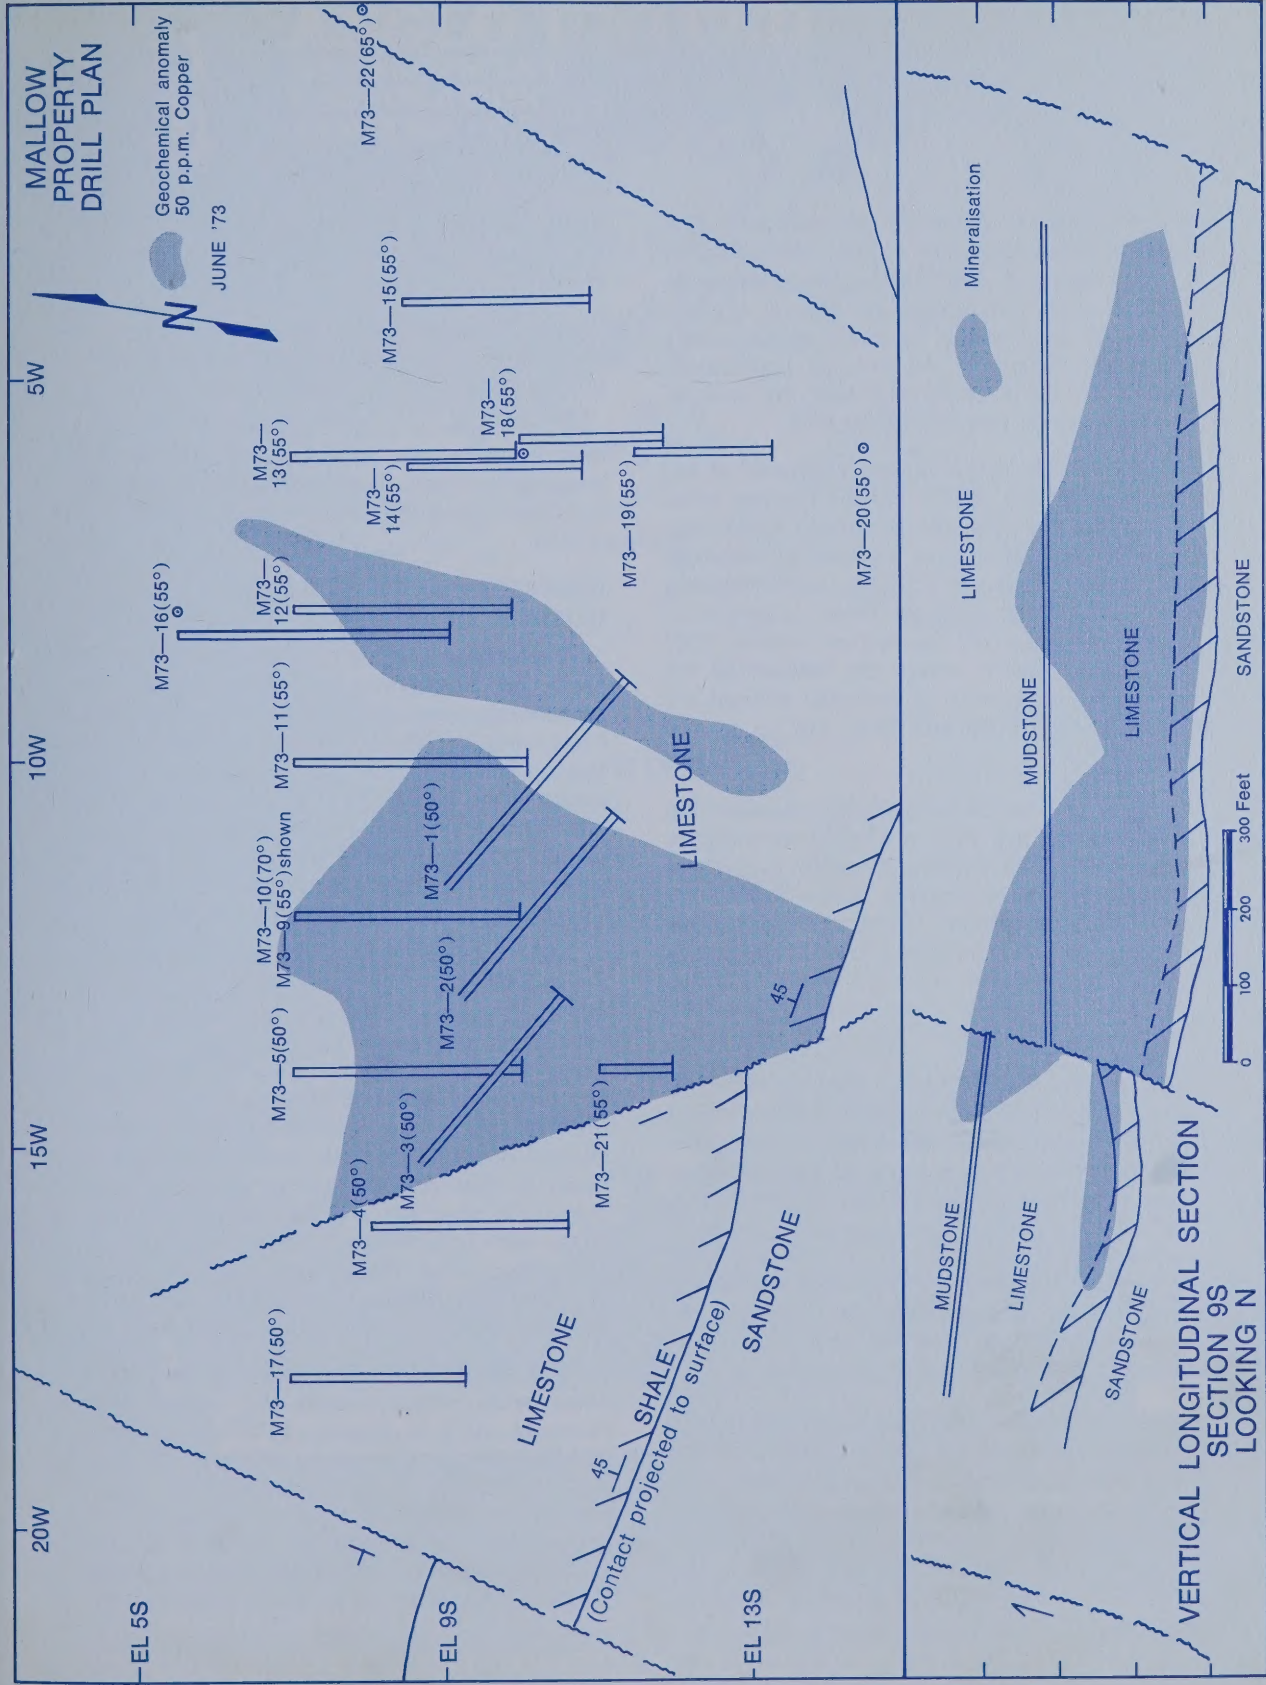 MALLOW
PROPERTY
DRILL PLAN
Geochemical anomaly
50 p.p.m. Copper
JUNE '73
N
20W
15W
10W
5W
EL 5S
EL 9S
EL 13S
M73—22(65°)
M73—15(55°)
M73—
13(55°)
M73—
14(55°)
M73—
18(55°)
M73—19(55°)
M73—20(55°)
M73—16(55°)
M73—
12(55°)
M73—11(55°)
M73—10(70°)
M73—9(55°)shown
M73—1(50°)
M73—2(50°)
M73—5(50°)
M73—3(50°)
M73—21(55°)
M73—4(50°)
M73—17(50°)
LIMESTONE
LIMESTONE
45
45
SHALE
(Contact projected to surface)
SANDSTONE
Mineralisation
MUDSTONE
LIMESTONE
SANDSTONE
MUDSTONE
LIMESTONE
LIMESTONE
SANDSTONE
0 100 200 300 Feet
VERTICAL LONGITUDINAL SECTION
SECTION 9S
LOOKING N